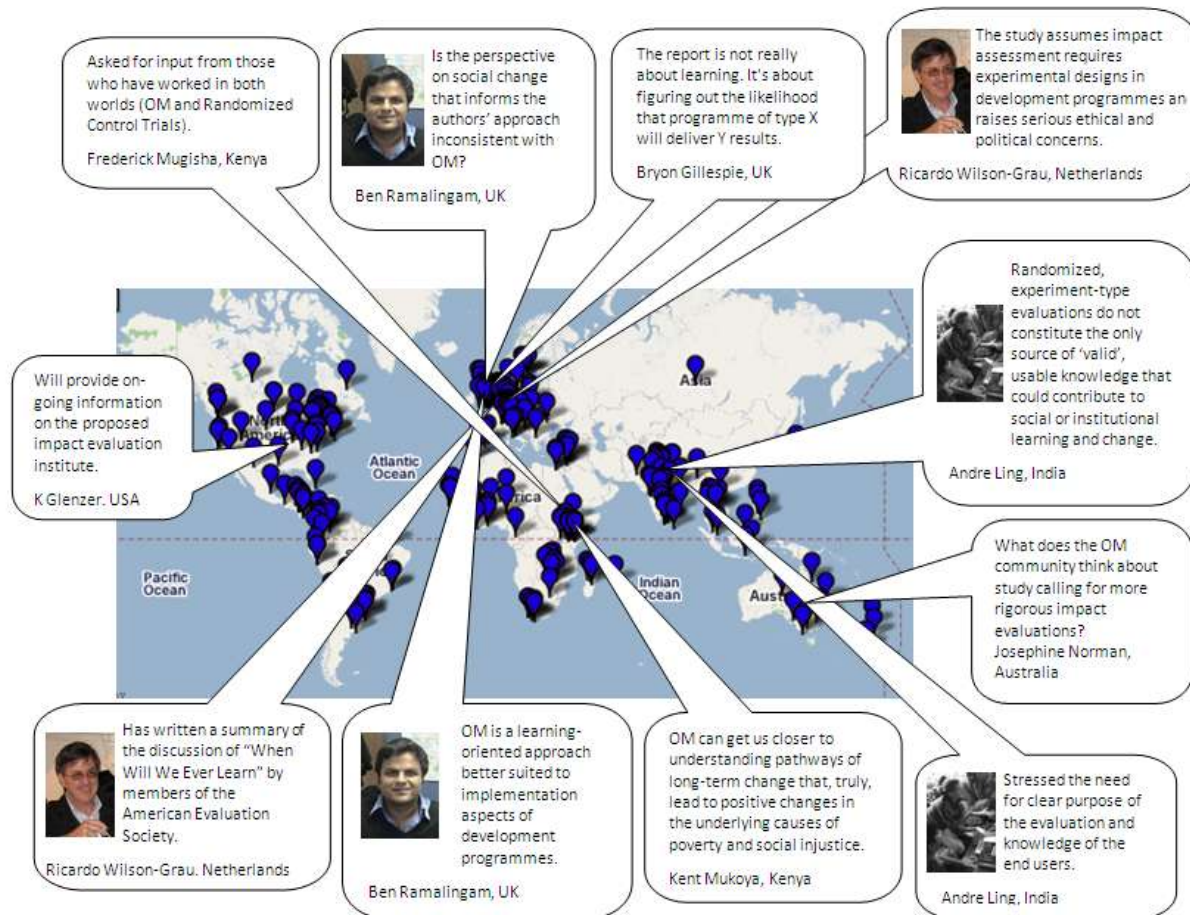 Asked for input from those
who have worked in both
worlds (OM and Randomized
Control Trials).
Frederick Mugisha, Kenya
Is the perspective
on social change
that informs the
authors’ approach
inconsistent with
OM?
Ben Ramalingam, UK
The report is not really
about learning. It's about
figuring out the likelihood
that programme of type X
will deliver Y results.
Bryon Gillespie, UK
The study assumes impact
assessment requires
experimental designs in
development programmes an
raises serious ethical and
political concerns.
Ricardo Wilson-Grau, Netherlands
Randomized,
experiment-type
evaluations do not
constitute the only
source of ‘valid’,
usable knowledge that
could contribute to
social or institutional
learning and change.
Andre Ling, India
Will provide on-
going information
on the proposed
impact evaluation
institute.
K Glenzer. USA
Asia
North
America
Atlantic
Ocean
Pacific
Ocean
Indian
Ocean
What does the OM
community think about
study calling for more
rigorous impact
evaluations?
Josephine Norman,
Australia
Has written a summary of
the discussion of “When
Will We Ever Learn” by
members of the
American Evaluation
Society.
Ricardo Wilson-Grau. Netherlands
OM is a learning-
oriented approach
better suited to
implementation
aspects of
development
programmes.
Ben Ramalingam, UK
OM can get us closer to
understanding pathways of
long-term change that, truly,
lead to positive changes in
the underlying causes of
poverty and social injustice.
Kent Mukoya, Kenya
Stressed the need
for clear purpose of
the evaluation and
knowledge of the
end users.
Andre Ling, India